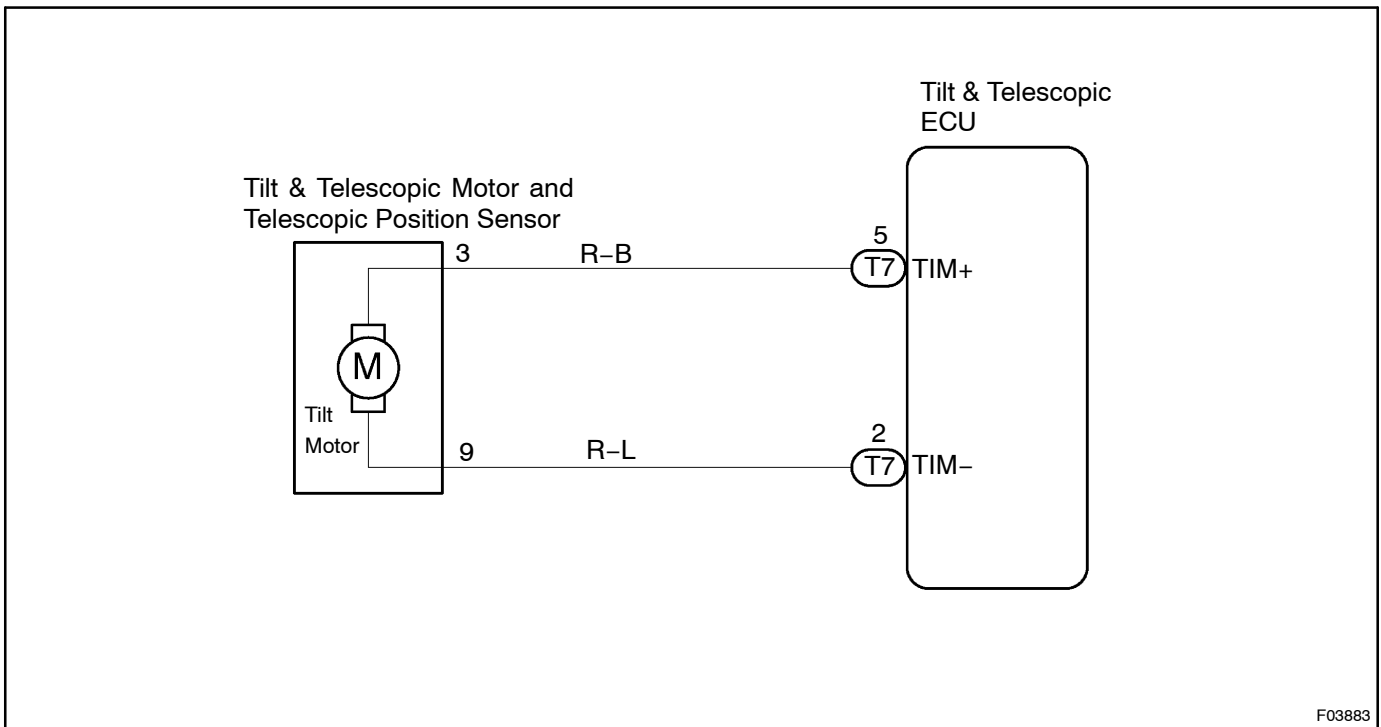 Tilt & Telescopic
ECU
Tilt & Telescopic Motor and
Telescopic Position Sensor
3
R−B
5
T7
TIM+
M
Tilt
Motor
9
R−L
2
T7
TIM−
F03883